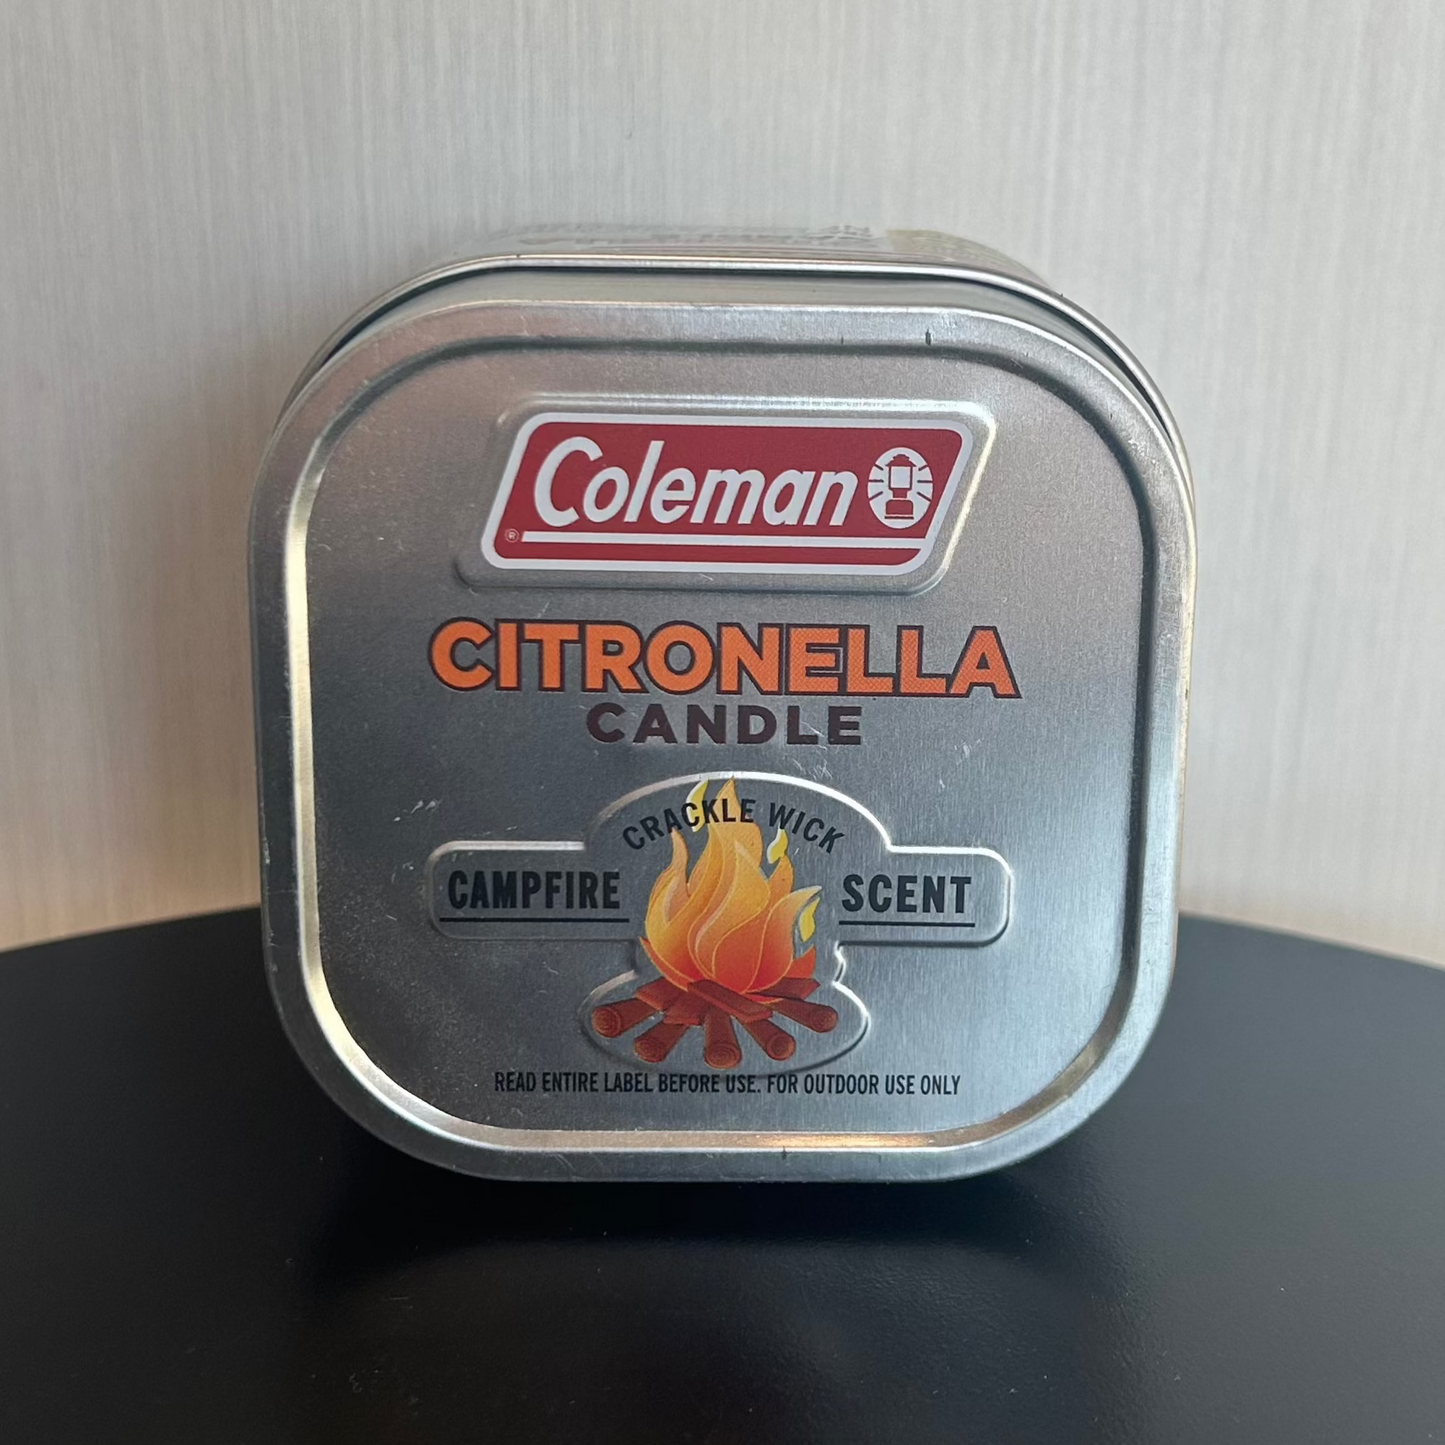 Coleman
®
CITRONELLA
CANDLE
CRACKLE WICK
CAMPFIRE SCENT
READ ENTIRE LABEL BEFORE USE. FOR OUTDOOR USE ONLY